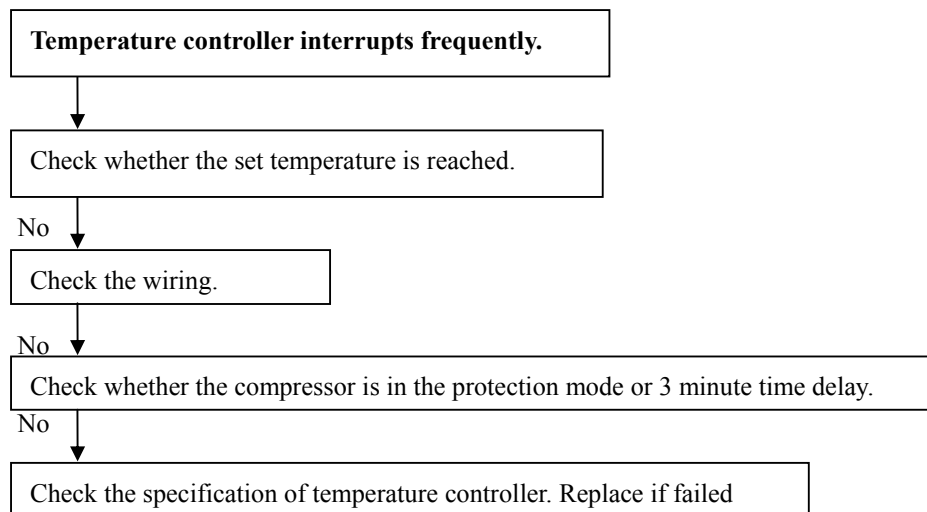 Temperature controller interrupts frequently.
Check whether the set temperature is reached.
No
Check the wiring.
No
Check whether the compressor is in the protection mode or 3 minute time delay.
No
Check the specification of temperature controller. Replace if failed